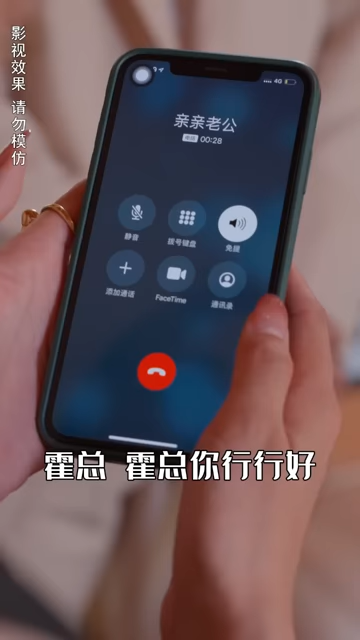 影视效果 请勿模仿
4G
亲亲老公
00:28
静音
拨号键盘
免提
添加通话
FaceTime
通讯录
霍总 霍总你行行好